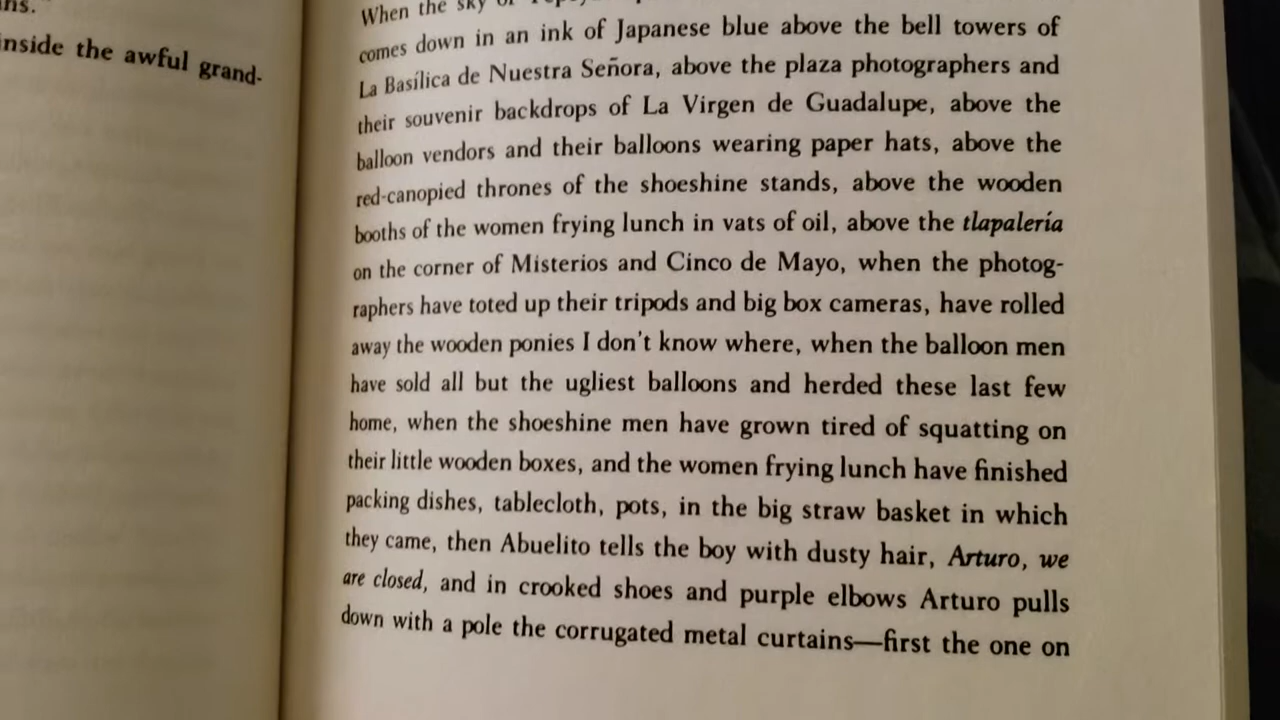 ns.
inside the awful grand-
When the sky of
comes down in an ink of Japanese blue above the bell towers of
La Basílica de Nuestra Señora, above the plaza photographers and
their souvenir backdrops of La Virgen de Guadalupe, above the
balloon vendors and their balloons wearing paper hats, above the
red-canopied thrones of the shoeshine stands, above the wooden
booths of the women frying lunch in vats of oil, above the tlapalería
on the corner of Misterios and Cinco de Mayo, when the photog-
raphers have toted up their tripods and big box cameras, have rolled
away the wooden ponies I don't know where, when the balloon men
have sold all but the ugliest balloons and herded these last few
home, when the shoeshine men have grown tired of squatting on
their little wooden boxes, and the women frying lunch have finished
packing dishes, tablecloth, pots, in the big straw basket in which
they came, then Abuelito tells the boy with dusty hair, Arturo, we
are closed, and in crooked shoes and purple elbows Arturo pulls
down with a pole the corrugated metal curtains—first the one on